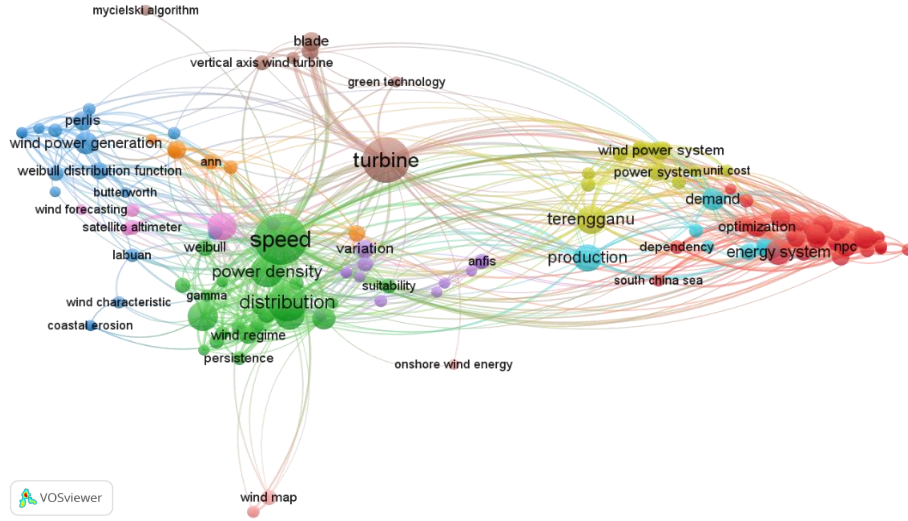 mycielski algorithm
blade
vertical axis wind turbine
green technology
perlis
wind power generation
ann
turbine
wind power system
weibull distribution function
power system
unit cost
butterworth
demand
wind forecasting
terengganu
satellite altimeter
optimization
speed
weibull
variation
dependency
npc
labuan
energy system
production
anfis
power density
suitability
south china sea
gamma
wind characteristic
distribution
coastal erosion
wind regime
persistence
onshore wind energy
wind map
VOSviewer